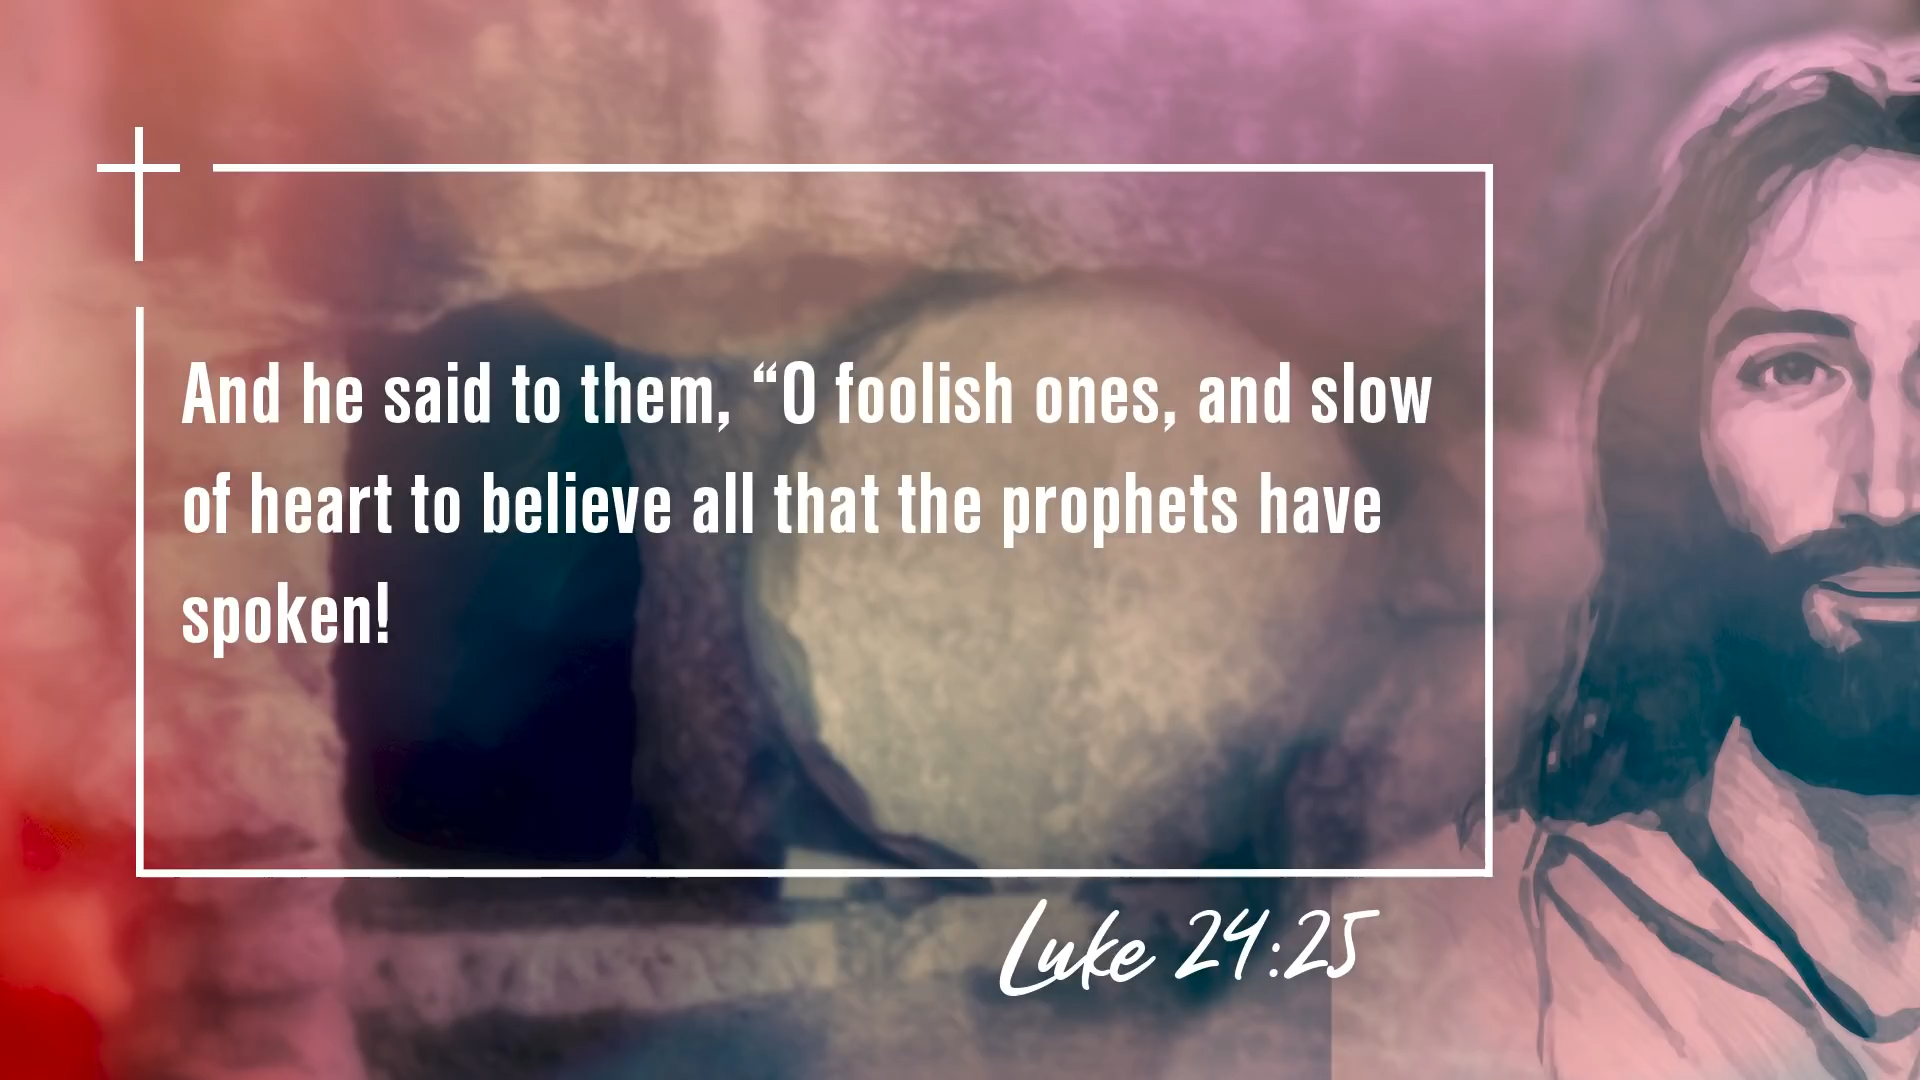 And he said to them, “O foolish ones, and slow
of heart to believe all that the prophets have
spoken!
Luke 24:25